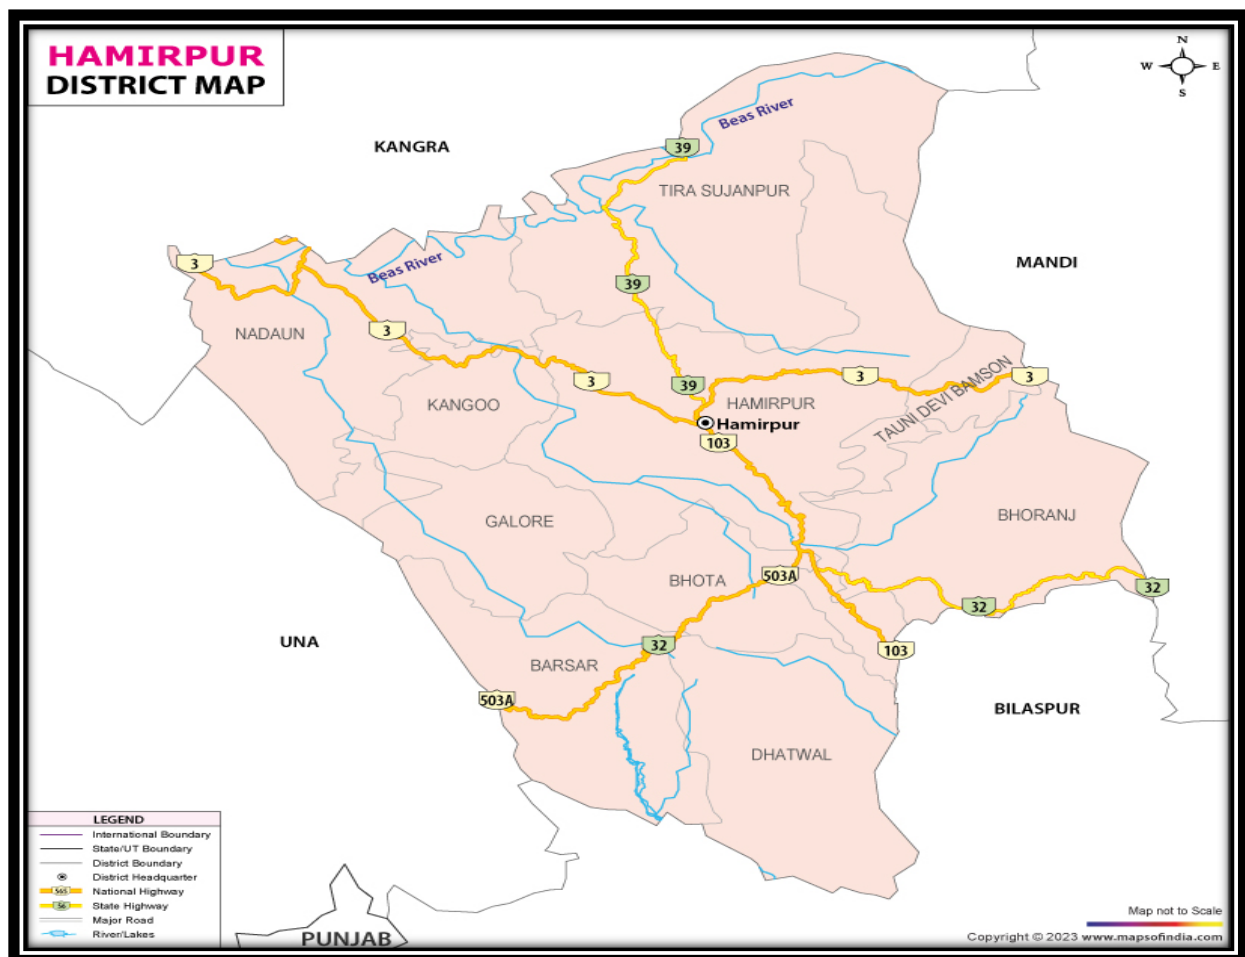 HAMIRPUR
DISTRICT MAP
N
W
E
S
Beas River
KANGRA
39
TIRA SUJANPUR
MANDI
3
Beas River
39
NADAUN
3
3
39
3
3
KANGOO
HAMIRPUR
TAUNI DEVI BAMSON
Hamirpur
103
GALORE
BHORANJ
BHOTA
503A
32
32
UNA
32
103
BARSAR
503A
BILASPUR
DHATWAL
LEGEND
International Boundary
State/UT Boundary
District Boundary
District Headquarter
565 National Highway
56 State Highway
Major Road
River/Lakes
PUNJAB
Map not to Scale
Copyright © 2023 www.mapsofindia.com